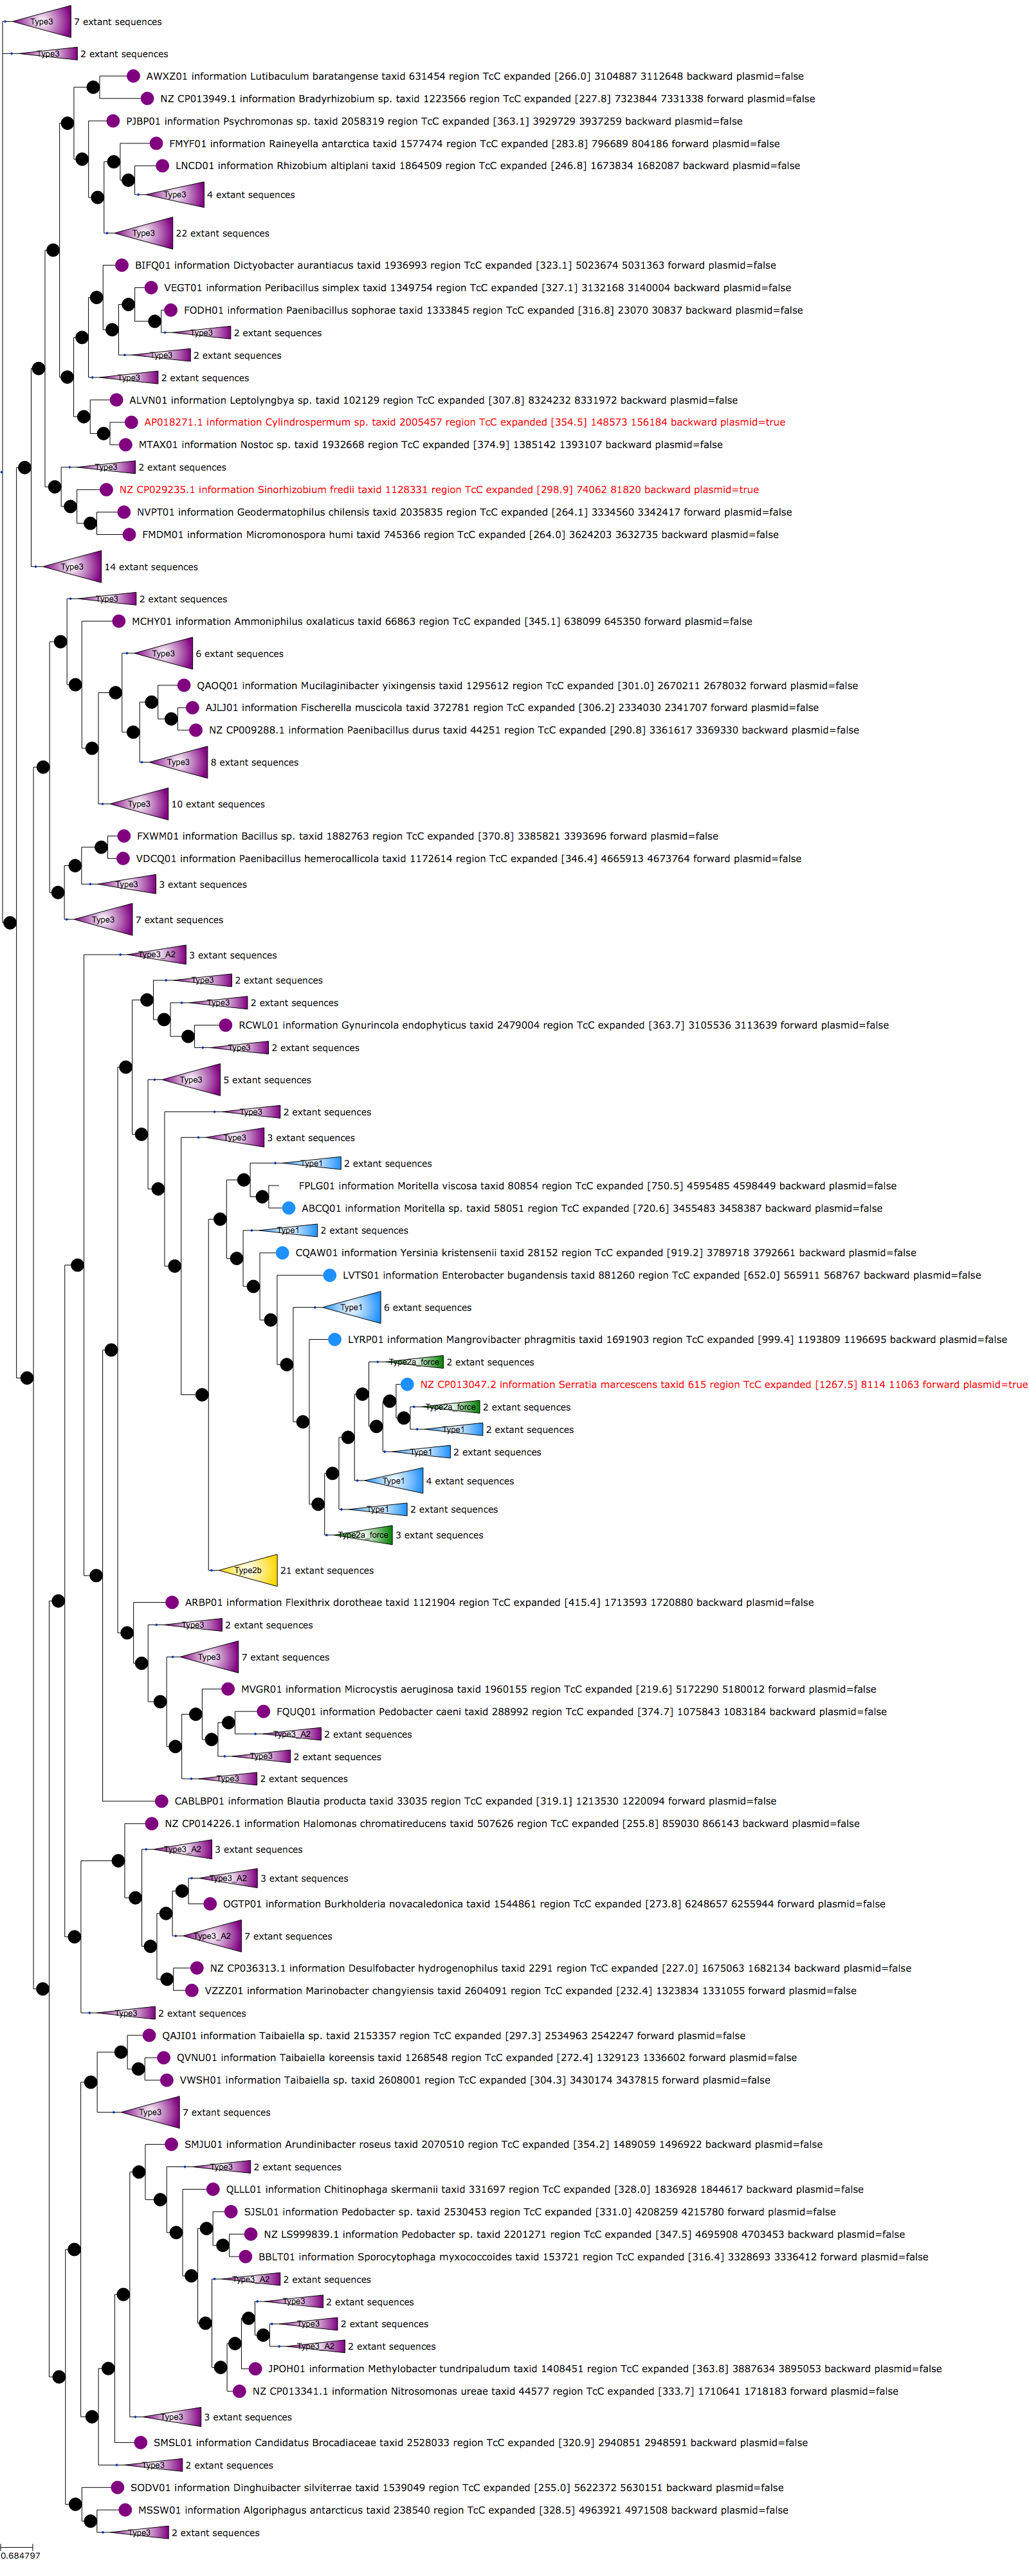 Type3 7 extant sequences
Type3 2 extant sequences
AWXZ01 information Lutibaculum baratangense taxid 631454 region TcC expanded [266.0] 3104887 3112648 backward plasmid=false
NZ CP013949.1 information Bradyrhizobium sp. taxid 1223566 region TcC expanded [227.8] 7323844 7331338 forward plasmid=false
PJBP01 information Psychromonas sp. taxid 2058319 region TcC expanded [363.1] 3929729 3937259 backward plasmid=false
FMYF01 information Raineyella antarctica taxid 1577474 region TcC expanded [283.8] 796689 804186 forward plasmid=false
LNCD01 information Rhizobium altiplani taxid 1864509 region TcC expanded [246.8] 1673834 1682087 backward plasmid=false
Type3 4 extant sequences
Type3 22 extant sequences
BIFQ01 information Dictyobacter aurantiacus taxid 1936993 region TcC expanded [323.1] 5023674 5031363 forward plasmid=false
VEGT01 information Peribacillus simplex taxid 1349754 region TcC expanded [327.1] 3132168 3140004 backward plasmid=false
FODH01 information Paenibacillus sophorae taxid 1333845 region TcC expanded [316.8] 23070 30837 backward plasmid=false
Type3 2 extant sequences
Type3 2 extant sequences
Type3 2 extant sequences
ALVN01 information Leptolyngbya sp. taxid 102129 region TcC expanded [307.8] 8324232 8331972 backward plasmid=false
AP018271.1 information Cylindrospermum sp. taxid 2005457 region TcC expanded [354.5] 148573 156184 backward plasmid=true
MTAX01 information Nostoc sp. taxid 1932668 region TcC expanded [374.9] 1385142 1393107 backward plasmid=false
Type3 2 extant sequences
NZ CP029235.1 information Sinorhizobium fredii taxid 1128331 region TcC expanded [298.9] 74062 81820 backward plasmid=true
NVPT01 information Geodermatophilus chilensis taxid 2035835 region TcC expanded [264.1] 3334560 3342417 forward plasmid=false
FMDM01 information Micromonospora humi taxid 745366 region TcC expanded [264.0] 3624203 3632735 backward plasmid=false
Type3 14 extant sequences
Type3 2 extant sequences
MCHY01 information Ammoniphilus oxalaticus taxid 66863 region TcC expanded [345.1] 638099 645350 forward plasmid=false
Type3 6 extant sequences
QAOQ01 information Mucilaginibacter yixingensis taxid 1295612 region TcC expanded [301.0] 2670211 2678032 forward plasmid=false
AJLJ01 information Fischerella muscicola taxid 372781 region TcC expanded [306.2] 2334030 2341707 forward plasmid=false
NZ CP009288.1 information Paenibacillus durus taxid 44251 region TcC expanded [290.8] 3361617 3369330 backward plasmid=false
Type3 8 extant sequences
Type3 10 extant sequences
FXWM01 information Bacillus sp. taxid 1882763 region TcC expanded [370.8] 3385821 3393696 forward plasmid=false
VDCQ01 information Paenibacillus hemerocallicola taxid 1172614 region TcC expanded [346.4] 4665913 4673764 forward plasmid=false
Type3 3 extant sequences
Type3 7 extant sequences
Type3_A2 3 extant sequences
Type3 2 extant sequences
Type3 2 extant sequences
RCWL01 information Gynurincola endophyticus taxid 2479004 region TcC expanded [363.7] 3105536 3113639 forward plasmid=false
Type3 2 extant sequences
Type3 5 extant sequences
Type3 2 extant sequences
Type3 3 extant sequences
Type1 2 extant sequences
FPLG01 information Moritella viscosa taxid 80854 region TcC expanded [750.5] 4595485 4598449 backward plasmid=false
ABCQ01 information Moritella sp. taxid 58051 region TcC expanded [720.6] 3455483 3458387 backward plasmid=false
Type1 2 extant sequences
CQAW01 information Yersinia kristensenii taxid 28152 region TcC expanded [919.2] 3789718 3792661 backward plasmid=false
LVTS01 information Enterobacter bugandensis taxid 881260 region TcC expanded [652.0] 565911 568767 backward plasmid=false
Type1 6 extant sequences
LYRP01 information Mangrovibacter phragmitis taxid 1691903 region TcC expanded [999.4] 1193809 1196695 backward plasmid=false
Type2a_force 2 extant sequences
NZ CP013047.2 information Serratia marcescens taxid 615 region TcC expanded [1267.5] 8114 11063 forward plasmid=true
Type2a_force 2 extant sequences
Type1 2 extant sequences
Type1 2 extant sequences
Type1 4 extant sequences
Type1 2 extant sequences
Type2a_force 3 extant sequences
Type2b 21 extant sequences
ARBP01 information Flexithrix dorotheae taxid 1121904 region TcC expanded [415.4] 1713593 1720880 backward plasmid=false
Type3 2 extant sequences
Type3 7 extant sequences
MVGR01 information Microcystis aeruginosa taxid 1960155 region TcC expanded [219.6] 5172290 5180012 forward plasmid=false
FQUQ01 information Pedobacter caeni taxid 288992 region TcC expanded [374.7] 1075843 1083184 backward plasmid=false
Type3_A2 2 extant sequences
Type3 2 extant sequences
Type3 2 extant sequences
CABLBP01 information Blautia producta taxid 33035 region TcC expanded [319.1] 1213530 1220094 forward plasmid=false
NZ CP014226.1 information Halomonas chromatireducens taxid 507626 region TcC expanded [255.8] 859030 866143 backward plasmid=false
Type3_A2 3 extant sequences
Type3_A2 3 extant sequences
OGTP01 information Burkholderia novacaledonica taxid 1544861 region TcC expanded [273.8] 6248657 6255944 forward plasmid=false
Type3_A2 7 extant sequences
NZ CP036313.1 information Desulfobacter hydrogenophilus taxid 2291 region TcC expanded [227.0] 1675063 1682134 backward plasmid=false
VZZZ01 information Marinobacter changyiensis taxid 2604091 region TcC expanded [232.4] 1323834 1331055 forward plasmid=false
Type3 2 extant sequences
QAJI01 information Taibaiella sp. taxid 2153357 region TcC expanded [297.3] 2534963 2542247 forward plasmid=false
QVNU01 information Taibaiella koreensis taxid 1268548 region TcC expanded [272.4] 1329123 1336602 forward plasmid=false
VWSH01 information Taibaiella sp. taxid 2608001 region TcC expanded [304.3] 3430174 3437815 forward plasmid=false
Type3 7 extant sequences
SMJU01 information Arundinibacter roseus taxid 2070510 region TcC expanded [354.2] 1489059 1496922 backward plasmid=false
Type3 2 extant sequences
QLLL01 information Chitinophaga skermanii taxid 331697 region TcC expanded [328.0] 1836928 1844617 backward plasmid=false
SJSL01 information Pedobacter sp. taxid 2530453 region TcC expanded [331.0] 4208259 4215780 forward plasmid=false
NZ LS999839.1 information Pedobacter sp. taxid 2201271 region TcC expanded [347.5] 4695908 4703453 backward plasmid=false
BBLT01 information Sporocytophaga myxococcoides taxid 153721 region TcC expanded [316.4] 3328693 3336412 forward plasmid=false
Type3_A2 2 extant sequences
Type3 2 extant sequences
Type3 2 extant sequences
Type3_A2 2 extant sequences
JPOH01 information Methylobacter tundripaludum taxid 1408451 region TcC expanded [363.8] 3887634 3895053 backward plasmid=false
NZ CP013341.1 information Nitrosomonas ureae taxid 44577 region TcC expanded [333.7] 1710641 1718183 forward plasmid=false
Type3 3 extant sequences
SMSL01 information Candidatus Brocadiaceae taxid 2528033 region TcC expanded [320.9] 2940851 2948591 backward plasmid=false
Type3 2 extant sequences
SODV01 information Dinghuibacter silviterrae taxid 1539049 region TcC expanded [255.0] 5622372 5630151 backward plasmid=false
MSSW01 information Algoriphagus antarcticus taxid 238540 region TcC expanded [328.5] 4963921 4971508 backward plasmid=false
Type3 2 extant sequences
0.684797